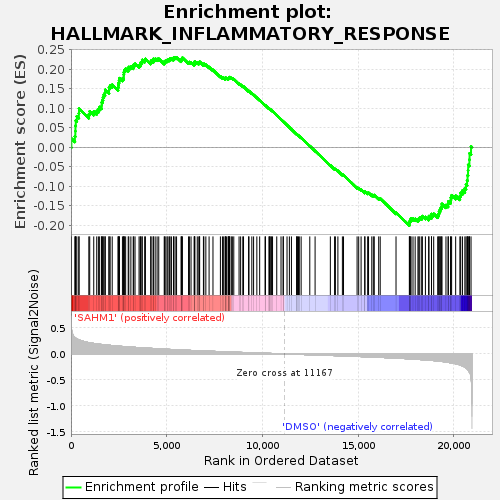 Enrichment plot:
HALLMARK_INFLAMMATORY_RESPONSE
Enrichment score (ES)
0.25
0.20
0.15
0.10
0.05
0.00
-0.05
-0.10
-0.15
-0.20
'SAHM1' (positively correlated)
Ranked list metric (Signal2Noise)
0.5
0.0
-0.5
-1.0
-1.5
Zero cross at 11167
'DMSO' (negatively correlated)
0
5,000
10,000
15,000
20,000
Rank in Ordered Dataset
Enrichment profile
Hits
Ranking metric scores